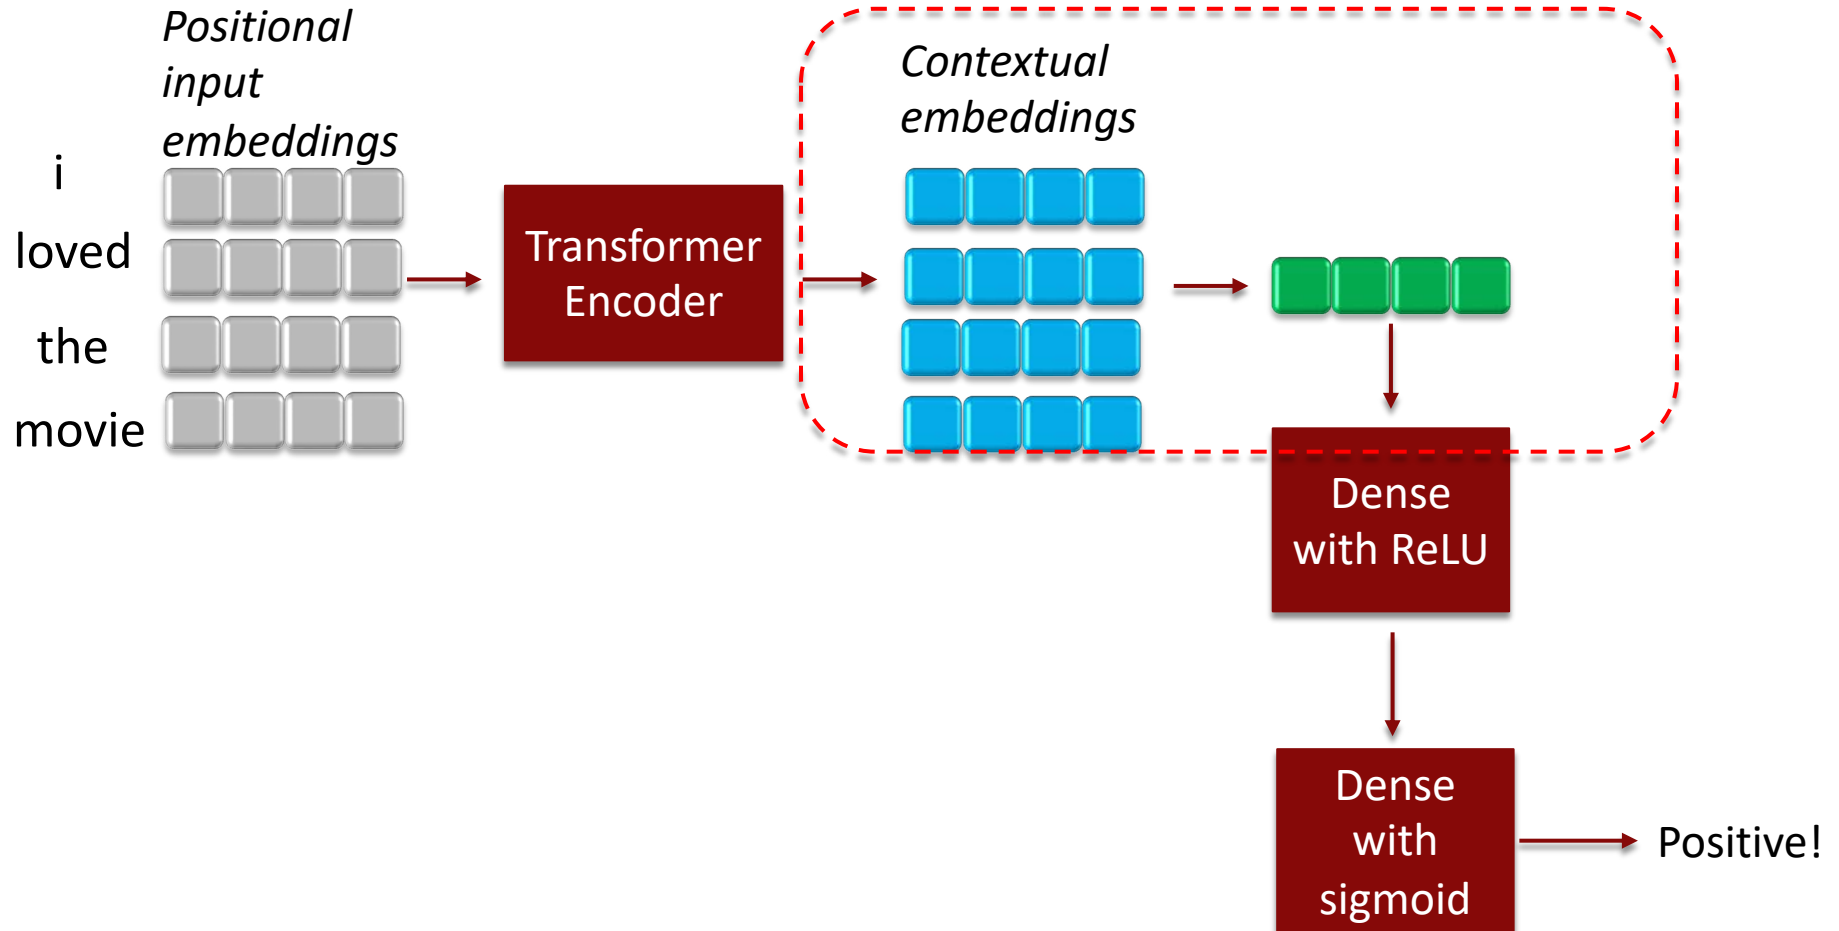 Positional
input
embeddings
i
loved
the
movie
Transformer
Encoder
Contextual
embeddings
Dense
with ReLU
Dense
with
sigmoid
Positive!